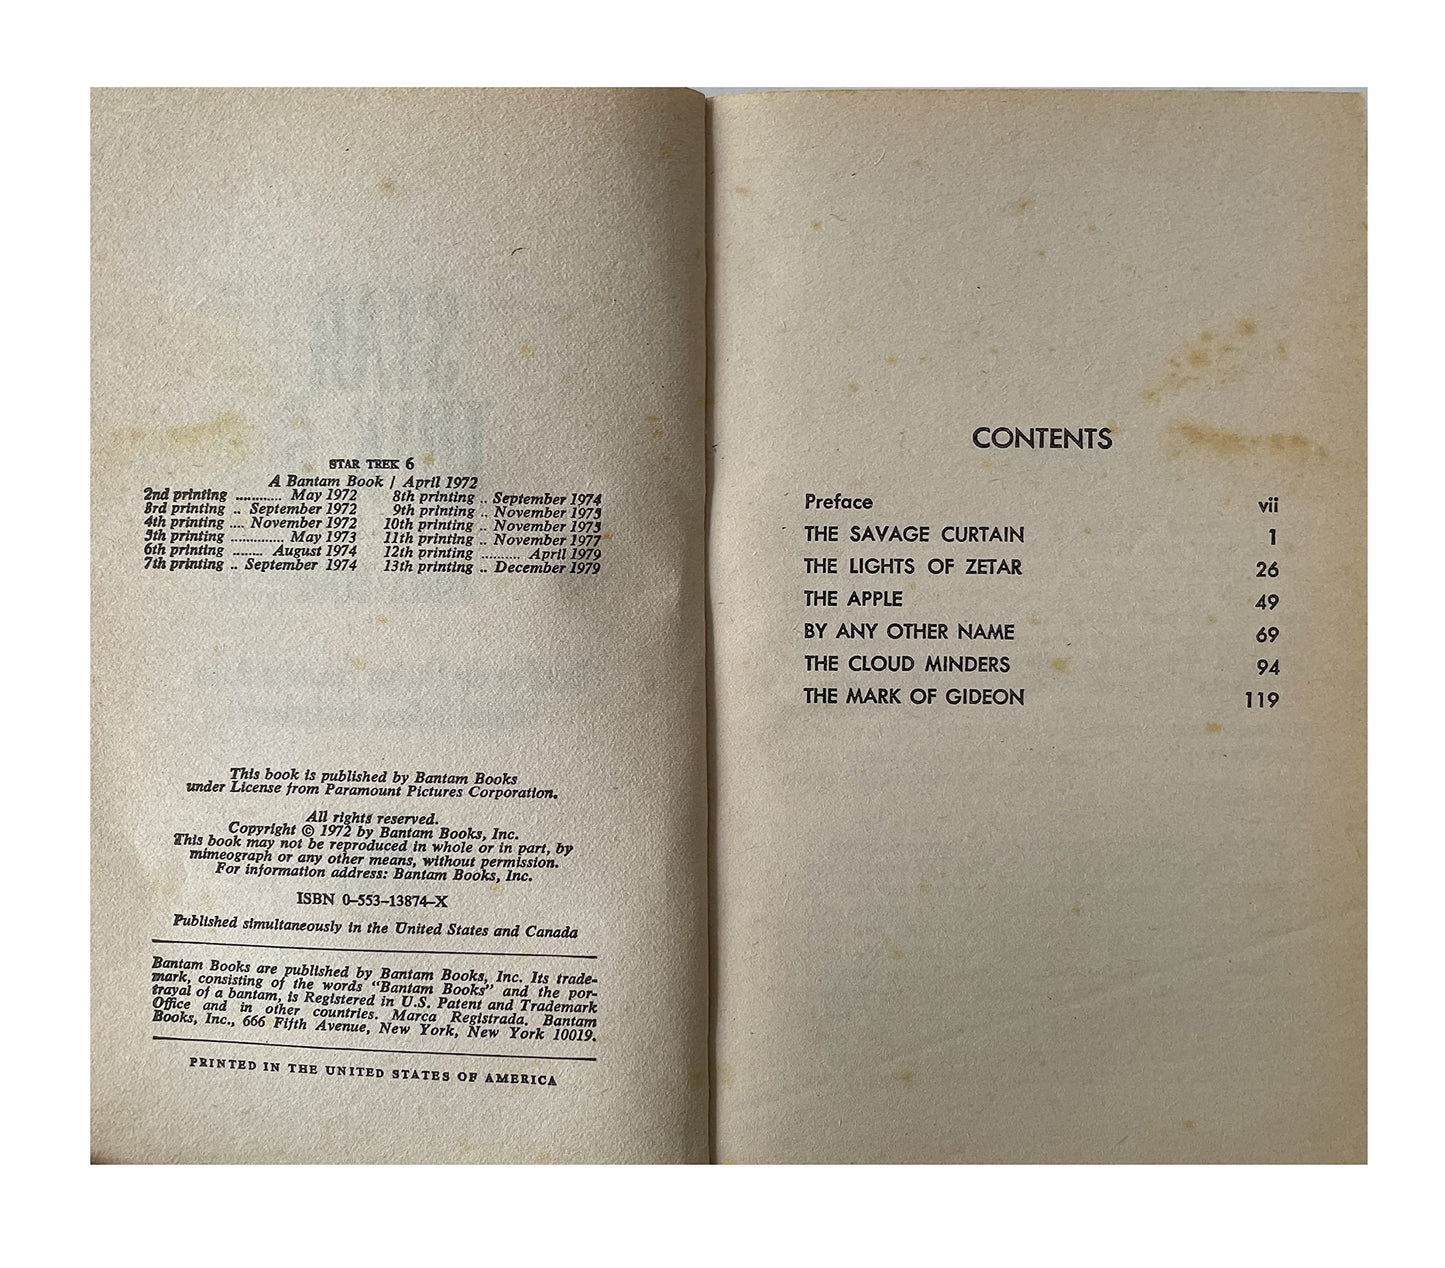 STAR TREK 6
A Bantam Book / April 1972
2nd printing ............ May 1972 8th printing .. September 1974
3rd printing .. September 1972 9th printing .. November 1975
4th printing .... November 1972 10th printing .. November 1975
5th printing .............. May 1973 11th printing .. November 1977
6th printing ........ August 1974 12th printing .......... April 1979
7th printing .. September 1974 13th printing .. December 1979
This book is published by Bantam Books
under License from Paramount Pictures Corporation.
All rights reserved.
Copyright © 1972 by Bantam Books, Inc.
This book may not be reproduced in whole or in part, by
mimeograph or any other means, without permission.
For information address: Bantam Books, Inc.
ISBN 0-553-13874-X
Published simultaneously in the United States and Canada
Bantam Books are published by Bantam Books, Inc. Its trade-
mark, consisting of the words "Bantam Books" and the por-
trayal of a bantam, is Registered in U.S. Patent and Trademark
Office and in other countries. Marca Registrada. Bantam
Books, Inc., 666 Fifth Avenue, New York, New York 10019.
PRINTED IN THE UNITED STATES OF AMERICA
CONTENTS
Preface vii
THE SAVAGE CURTAIN 1
THE LIGHTS OF ZETAR 26
THE APPLE 49
BY ANY OTHER NAME 69
THE CLOUD MINDERS 94
THE MARK OF GIDEON 119